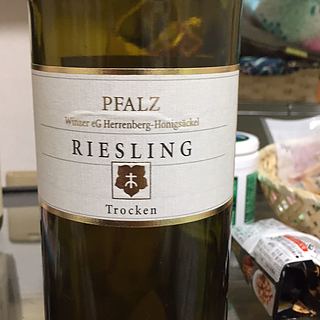 PFALZ
Winzer eG Herrenberg-Honigsäckel
RIESLING
Trocken